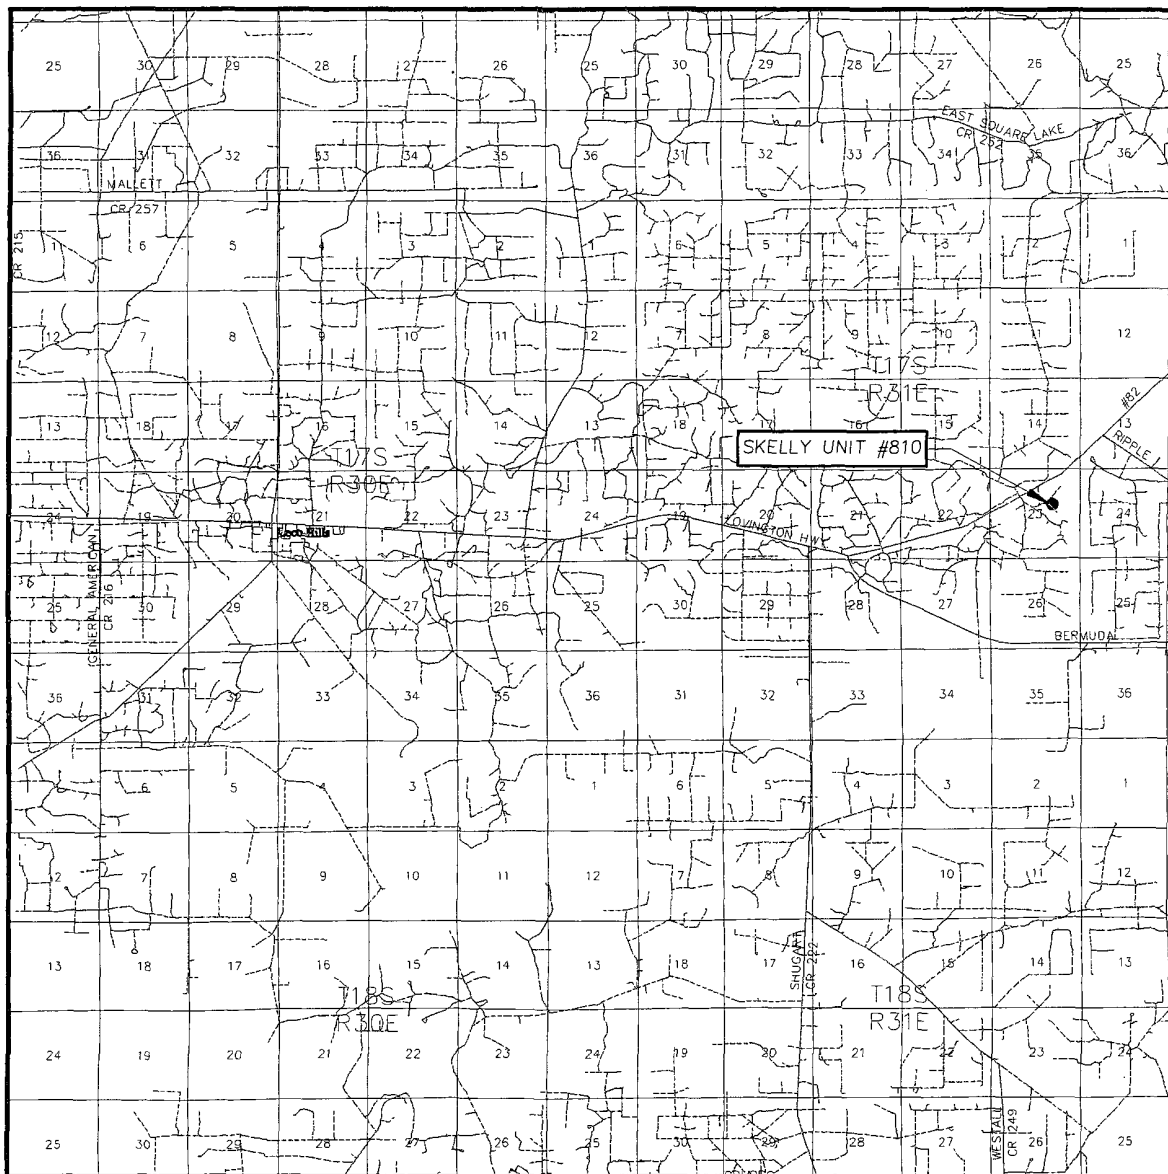 25 30 29 28 27 26 25 30 29 28 27 26 25
EAST SQUARE LAKE
CR 252
36 31 32 33 34 35 36 31 32 33 34 35 36
MALLETT
CR 257
CR 215
1 6 5 4 3 2 1 6 5 4 3 2 1
12 7 8 9 10 11 12 7 8 9 10 11 12
T17S
R31E
#82
13 18 17 16 15 14 13 18 17 16 15 14 13
RIPPLE
SKELLY UNIT #810
T17S
R30E
24 19 20 21 22 24 19 20 21 22 23 24
LOVINGTON HWY
Loco Hills
GENERAL AMERICAN
CR 216
25 30 29 28 27 26 25 30 29 28 27 26 25
BERMUDA
36 31 32 33 34 35 36 31 32 33 34 35 36
6 5 4 3 2 1 6 5 4 3 2 1
12 7 8 9 10 11 12 7 8 9 10 11 12
13 18 17 16 15 14 13 18 17 16 15 14 13
SHUGART
CR 222
T18S
R30E
T18S
R31E
24 19 20 21 22 23 24 19 20 21 22 23 24
WESTALL
CR 249
25 30 29 28 27 26 25 30 29 28 27 26 25